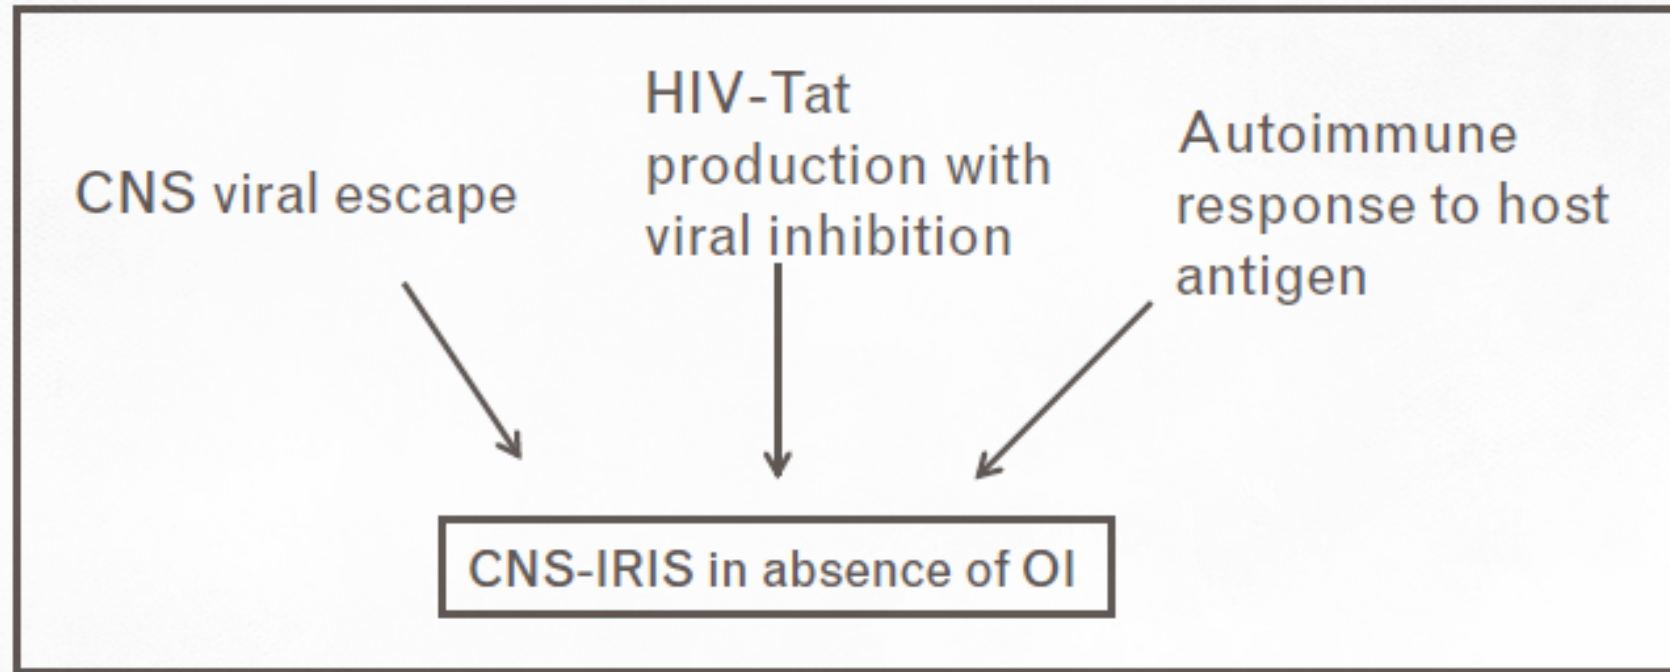 CNS viral escape
HIV-Tat
production with
viral inhibition
Autoimmune
response to host
antigen
CNS-IRIS in absence of OI